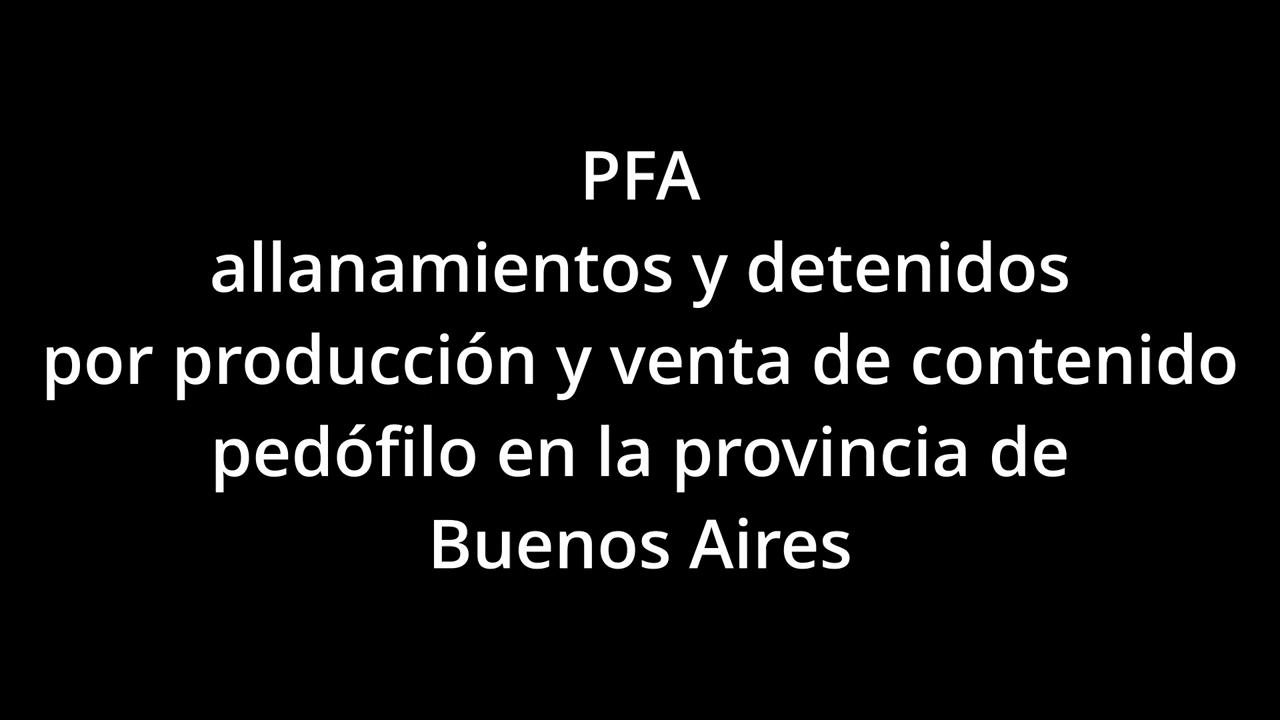 PFA
allanamientos y detenidos
por producción y venta de contenido
pedófilo en la provincia de
Buenos Aires